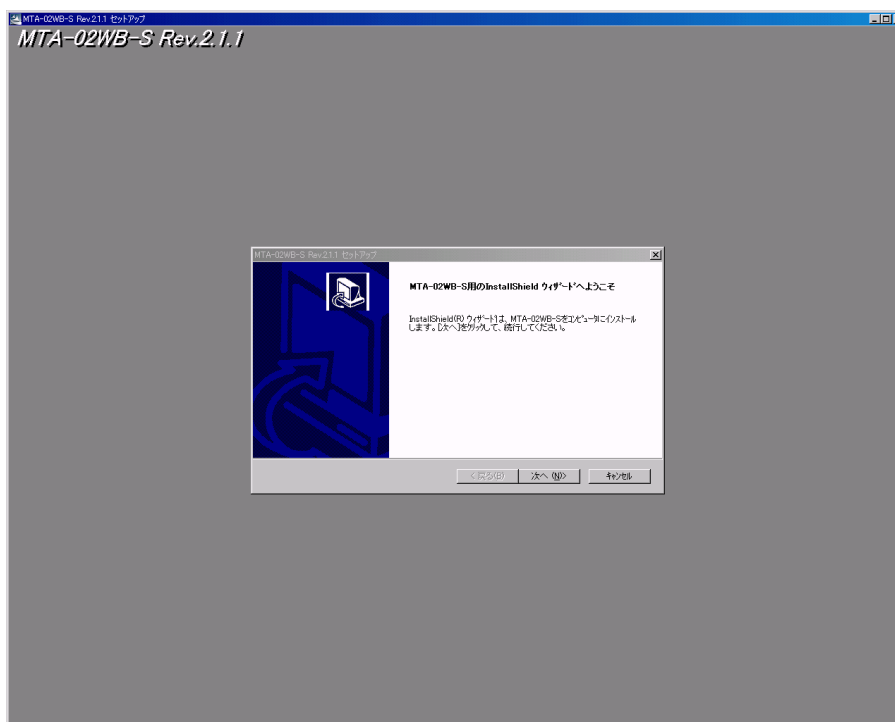 MTA-02WB-S Rev.2.1.1 セットアップ
MTA-02WB-S Rev.2.1.1
MTA-02WB-S Rev.2.1.1 セットアップ
MTA-02WB-S用のInstallShield ウィザードへようこそ
InstallShield(R) ウィザードは、MTA-02WB-Sをコンピュータにインストール
します。[次へ]をクリックして、続行してください。
<戻る(B)
次へ (N)>
キャンセル